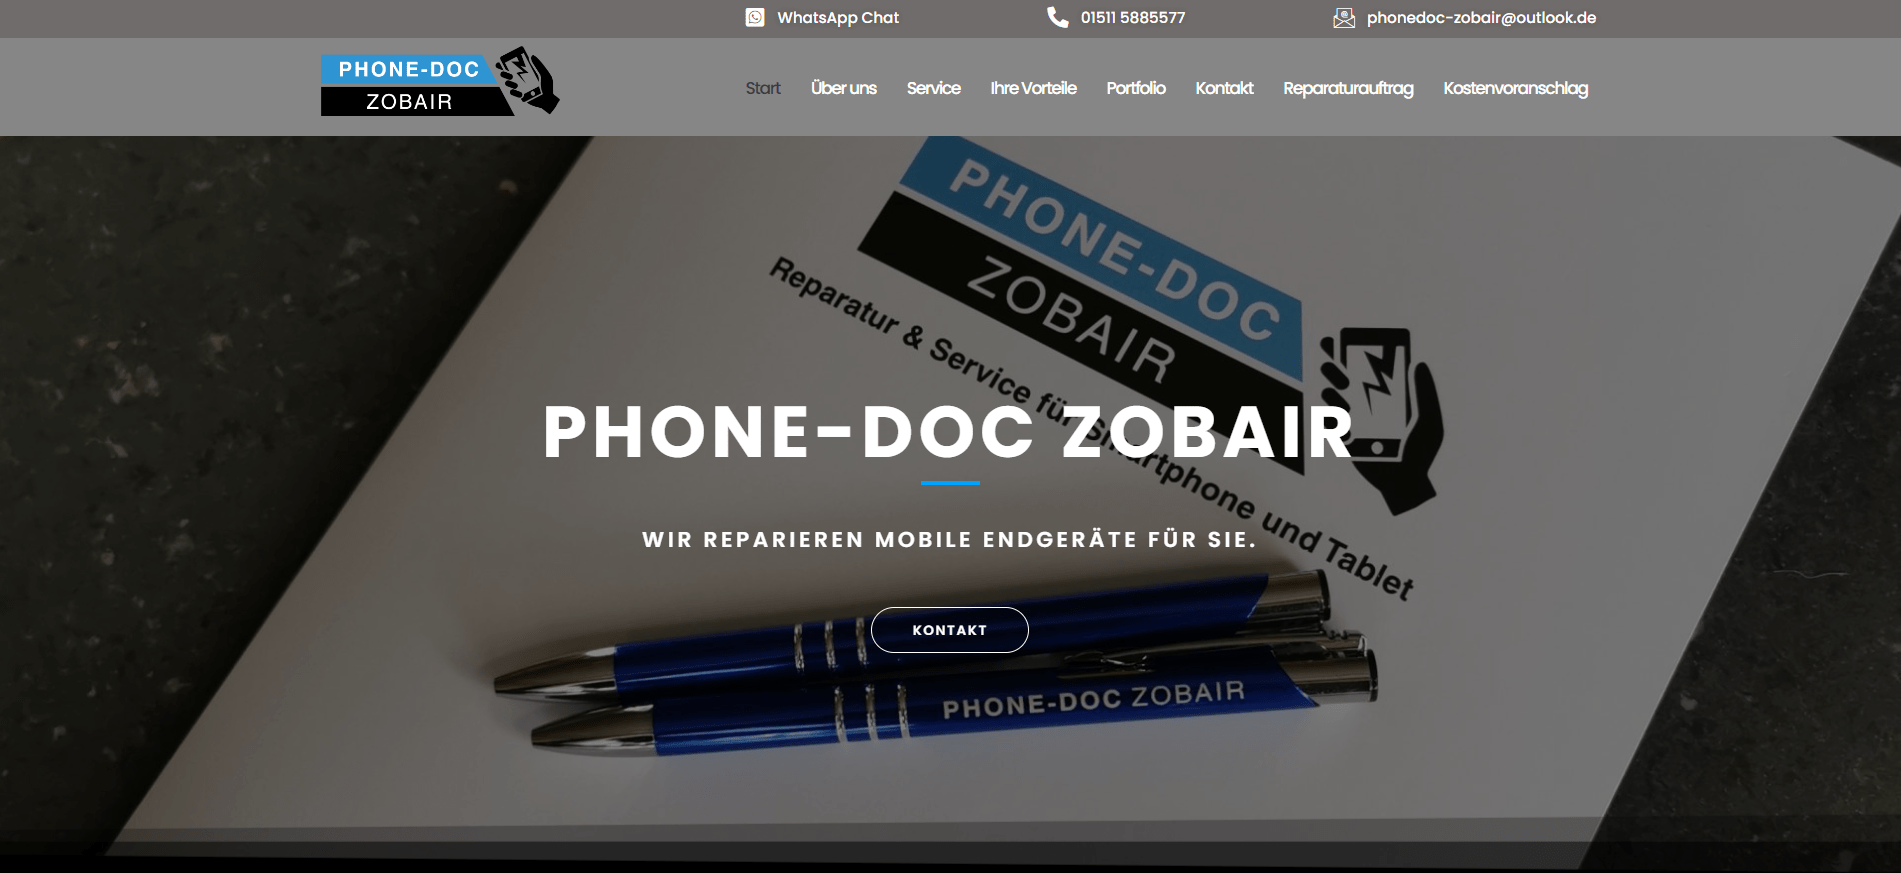 WhatsApp Chat
01511 5885577
phonedoc-zobair@outlook.de
PHONE-DOC
ZOBAIR
Start
Über uns
Service
Ihre Vorteile
Portfolio
Kontakt
Reparaturauftrag
Kostenvoranschlag
PHONE-DOC
ZOBAIR
Reparatur & Service für Smartphone und Tablet
PHONE-DOC ZOBAIR
WIR REPARIEREN MOBILE ENDGERÄTE FÜR SIE.
KONTAKT
PHONE-DOC ZOBAIR